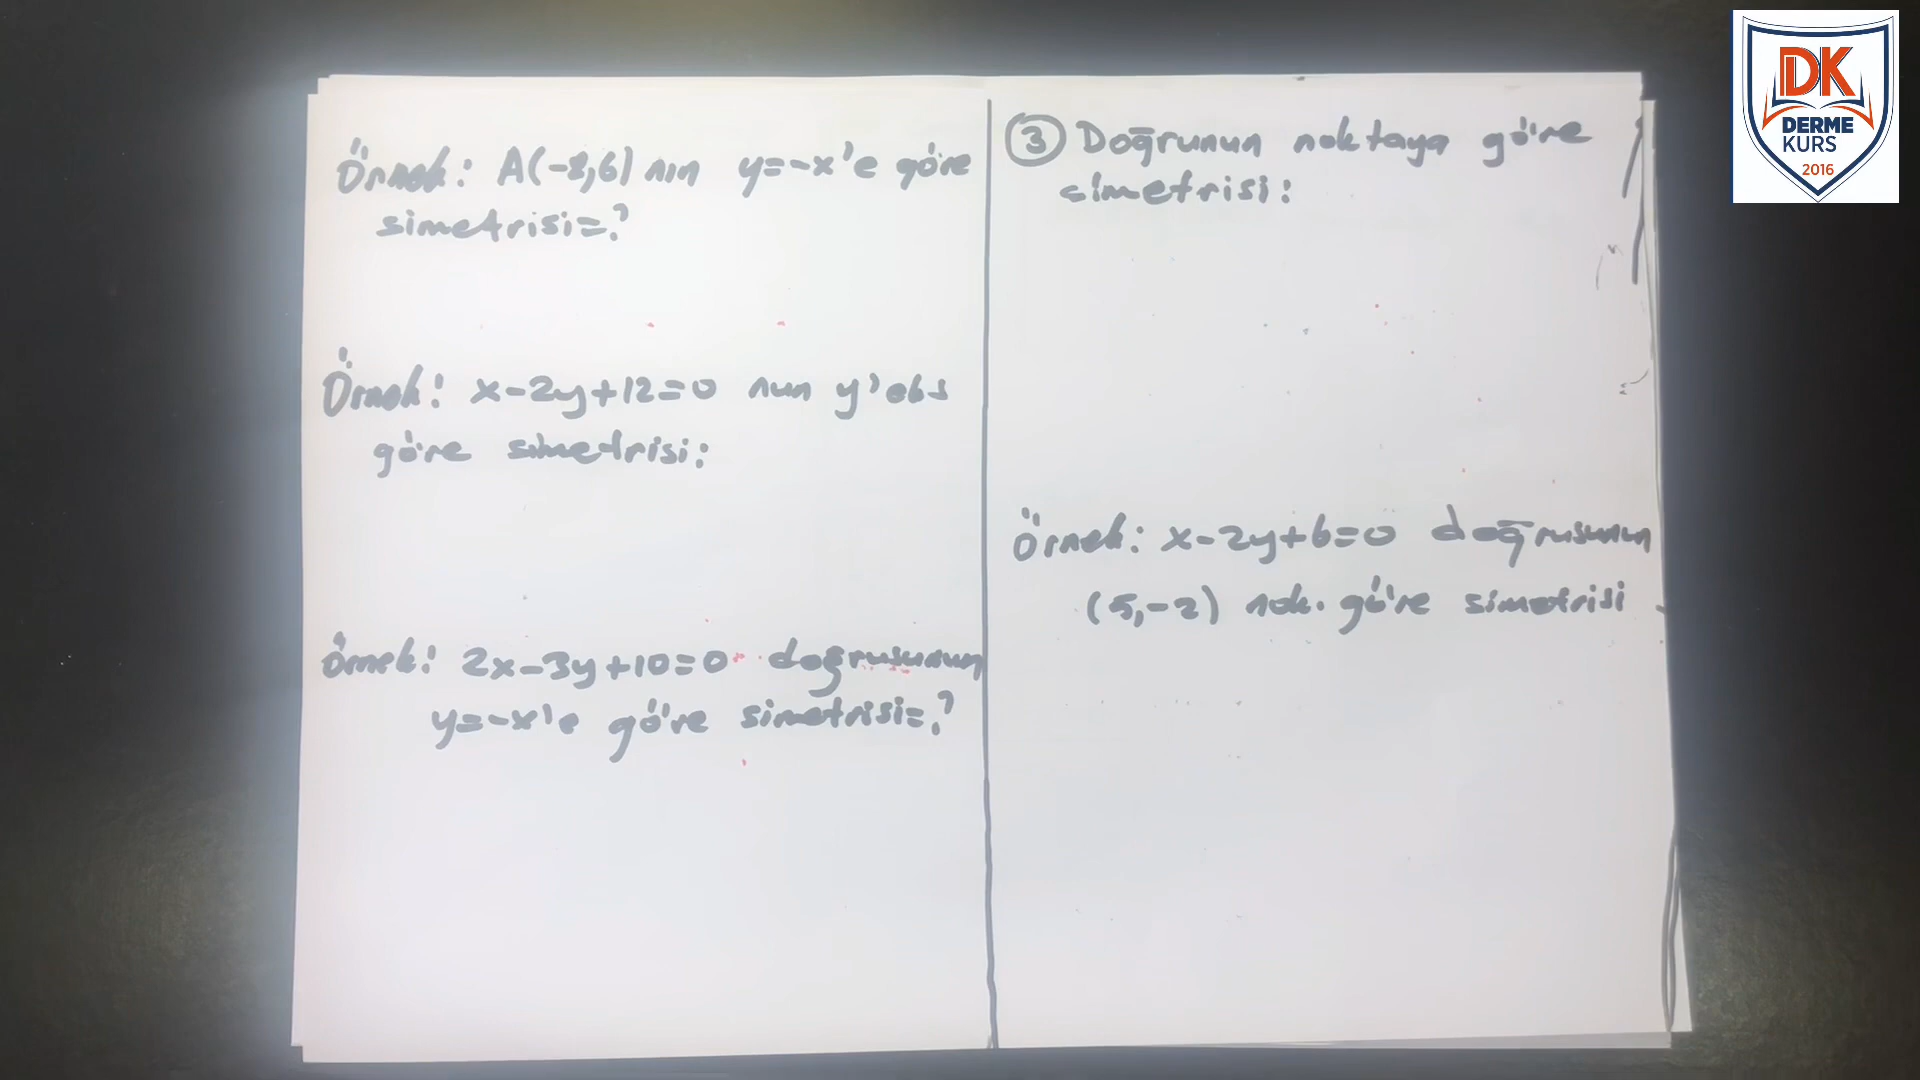 Örnek: A(-8,6) nın y=-x'e göre
simetrisi=?
Örnek: x-2y+12=0 nun y'ebs
göre simetrisi:
Örnek: 2x-3y+10=0 doğrusunun
y=-x'e göre simetrisi=?
③ Doğrunun noktaya göre
simetrisi:
Örnek: x-2y+6=0 doğrusunun
(5,-2) nok. göre simetrisi
DK
DERME
KURS
2016